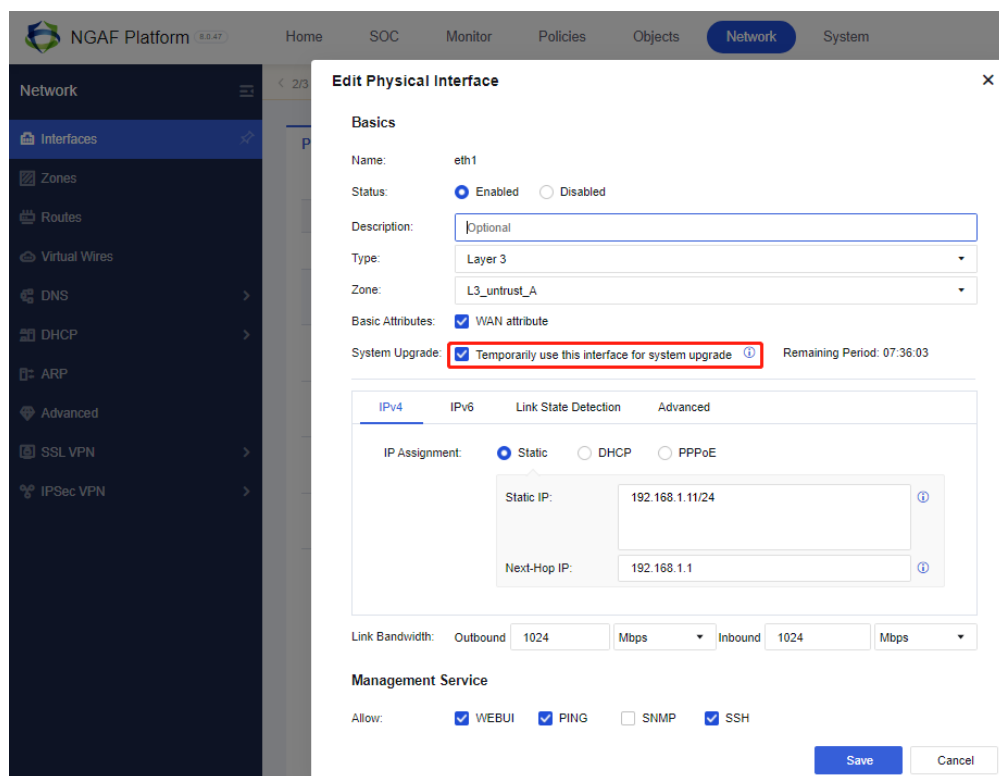 NGAF Platform 8.0.47 Home SOC Monitor Policies Objects Network System
Network
Interfaces
Zones
Routes
Virtual Wires
DNS
DHCP
ARP
Advanced
SSL VPN
IPSec VPN
2/3
P
Edit Physical Interface
Basics
Name: eth1
Status: Enabled Disabled
Description: Optional
Type: Layer 3
Zone: L3_untrust_A
Basic Attributes: WAN attribute
System Upgrade: Temporarily use this interface for system upgrade Remaining Period: 07:36:03
IPv4 IPv6 Link State Detection Advanced
IP Assignment: Static DHCP PPPoE
Static IP: 192.168.1.11/24
Next-Hop IP: 192.168.1.1
Link Bandwidth: Outbound 1024 Mbps Inbound 1024 Mbps
Management Service
Allow: WEBUI PING SNMP SSH
Save Cancel